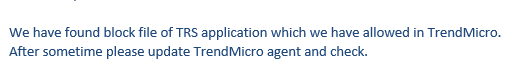 We have found block file of TRS application which we have allowed in TrendMicro.
After sometime please update TrendMicro agent and check.